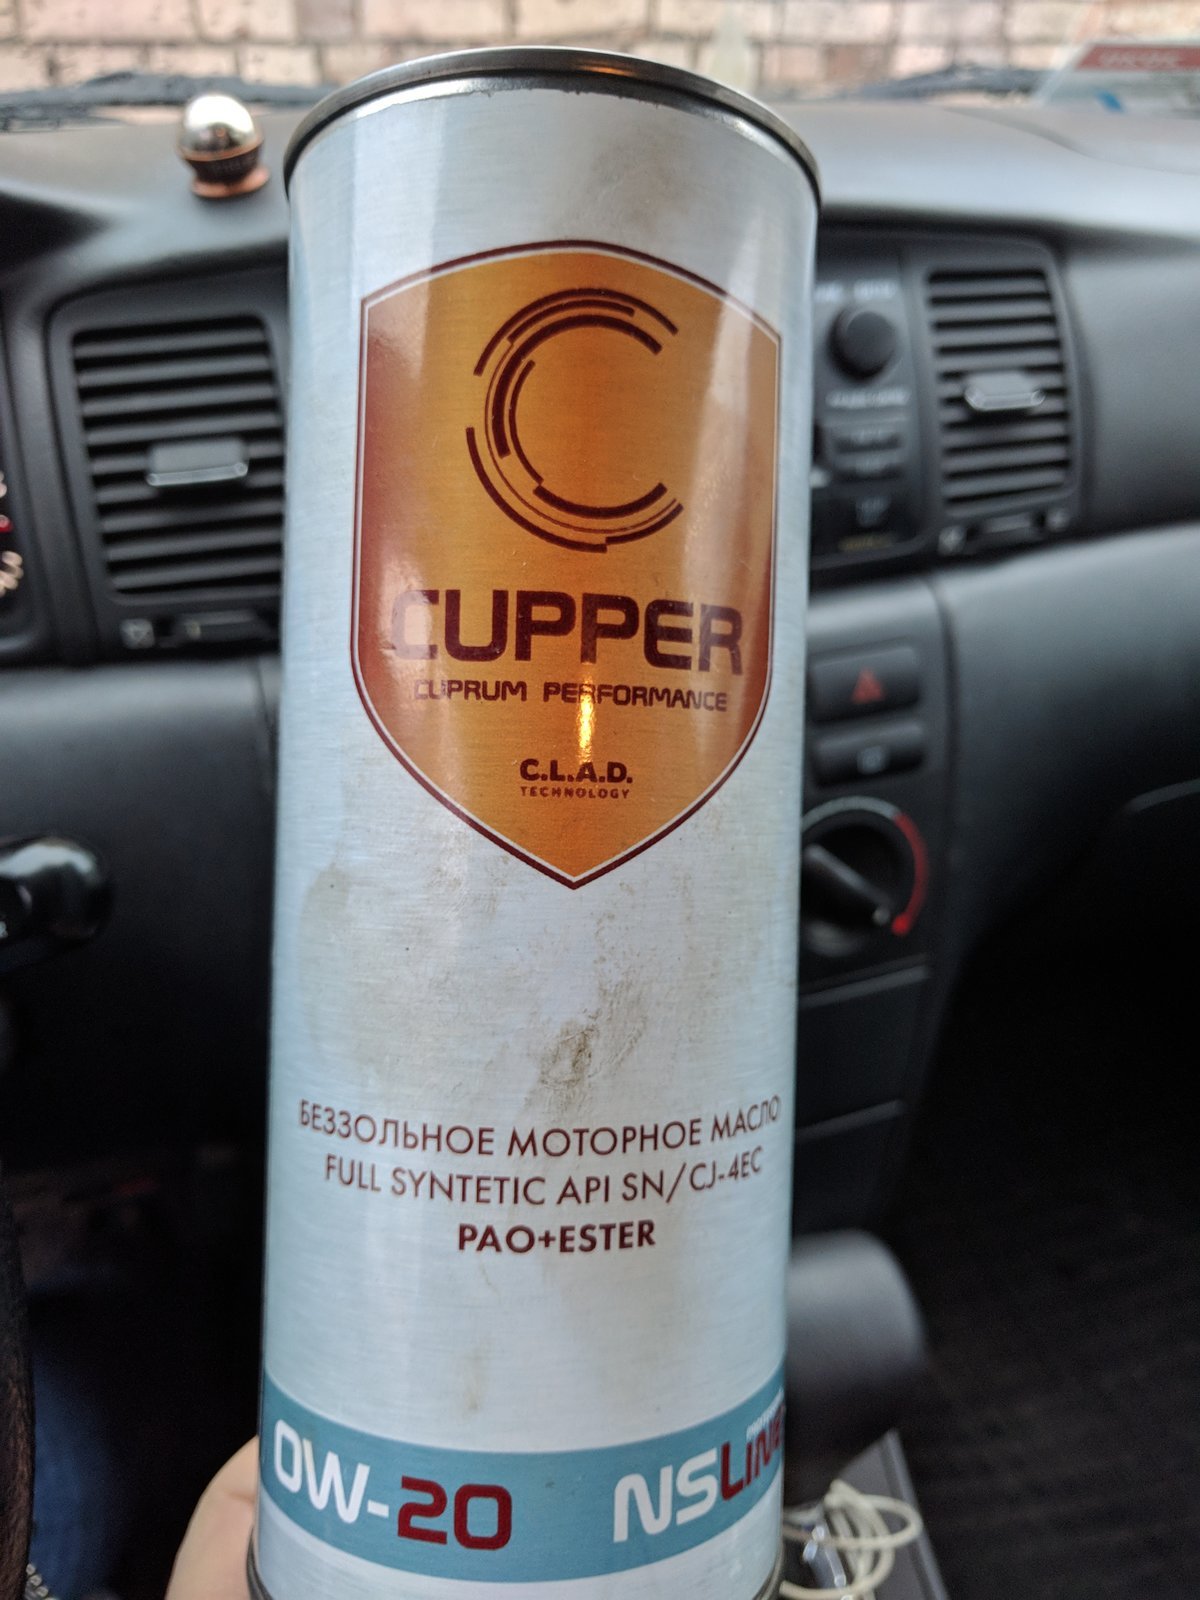 CUPPER
CUPRUM PERFORMANCE
C.L.A.D.
TECHNOLOGY
БЕЗЗОЛЬНОЕ МОТОРНОЕ МАСЛО
FULL SYNTETIC API SN/CJ-4EC
PAO+ESTER
0W-20
NSLINE